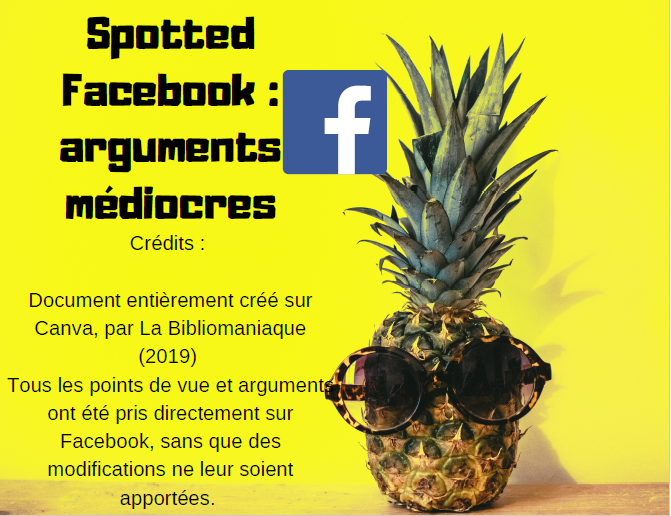 Spotted
Facebook :
arguments
médiocres
Crédits :
Document entièrement créé sur
Canva, par La Bibliomaniaque
(2019)
Tous les points de vue et arguments
ont été pris directement sur
Facebook, sans que des
modifications ne leur soient
apportées.
f